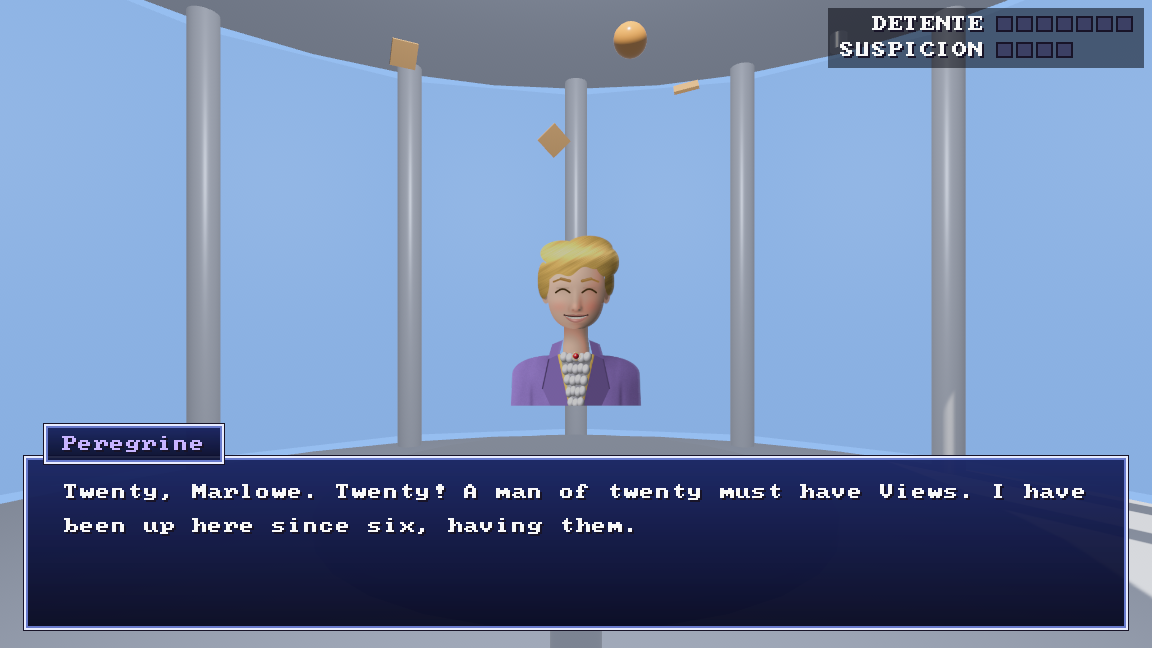 DETENTE
SUSPICION
Peregrine
Twenty, Marlowe. Twenty! A man of twenty must have Views. I have
been up here since six, having them.